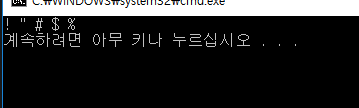 C:₩WINDOWS₩system32₩cmd.exe
! " # $ %
계속하려면 아무 키나 누르십시오 . . .